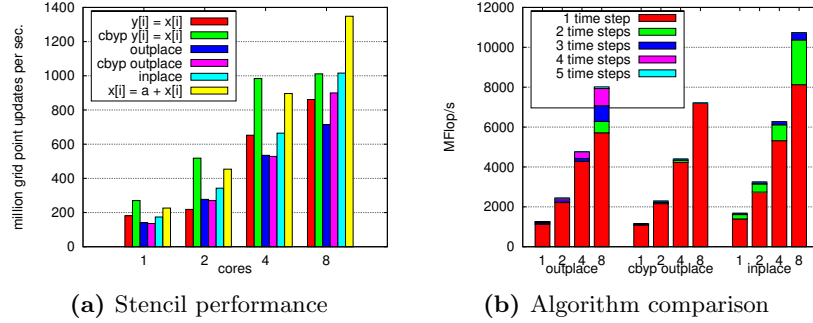 million grid point updates per sec.
1400
1200
1000
800
600
400
200
0
y[i] = x[i]
cbyp y[i] = x[i]
outplace
cbyp outplace
inplace
x[i] = a + x[i]
1 2 4 8
cores
(a) Stencil performance
MFlop/s
12000
10000
8000
6000
4000
2000
0
1 time step
2 time steps
3 time steps
4 time steps
5 time steps
1 2 4 8 1 2 4 8 1 2 4 8
outplace cbyp outplace inplace
(b) Algorithm comparison